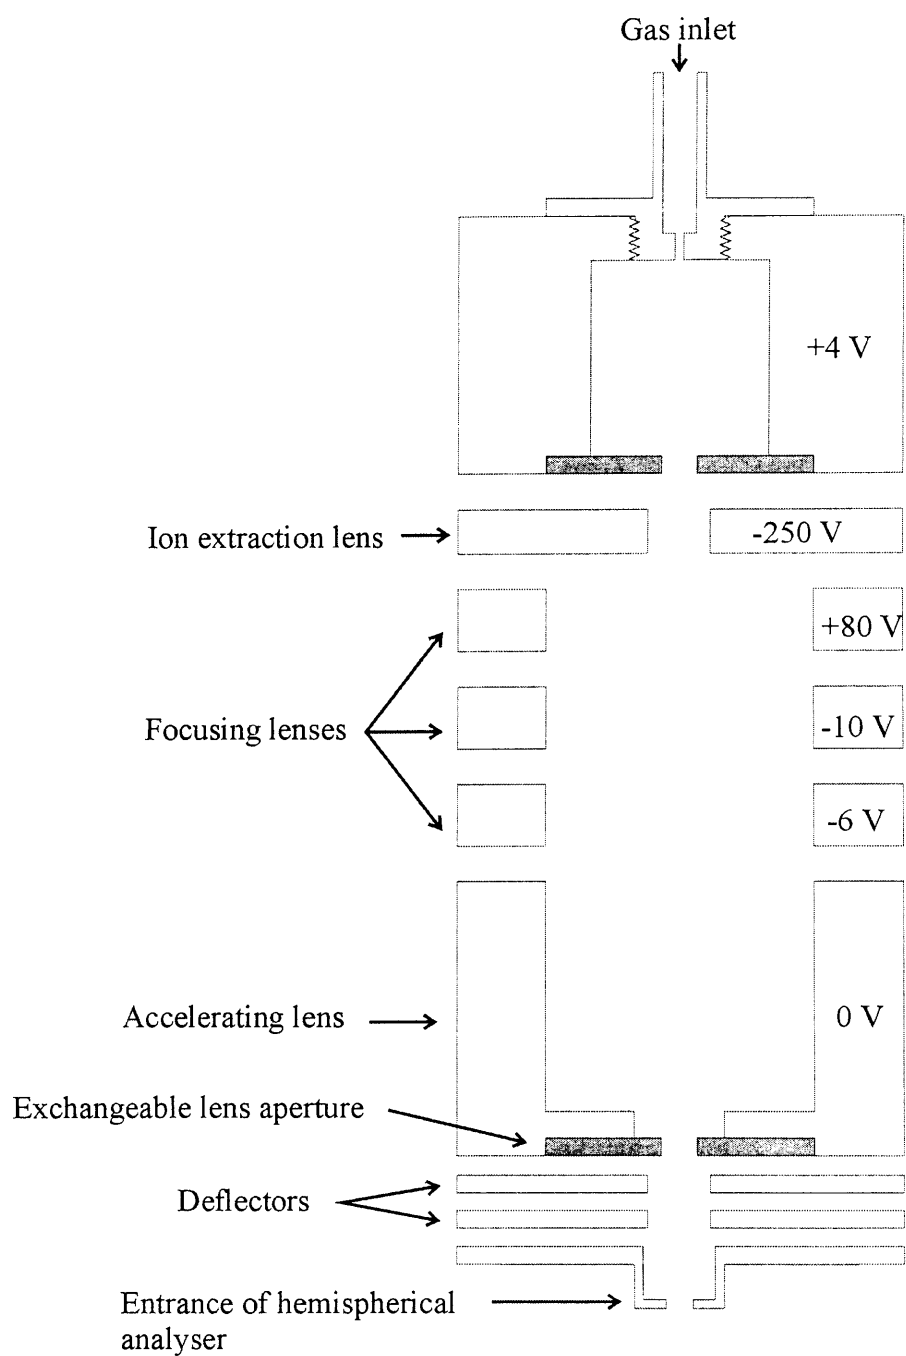 Gas inlet
+4 V
Ion extraction lens
-250 V
+80 V
Focusing lenses
-10 V
-6 V
Accelerating lens
0 V
Exchangeable lens aperture
Deflectors
Entrance of hemispherical
analyser